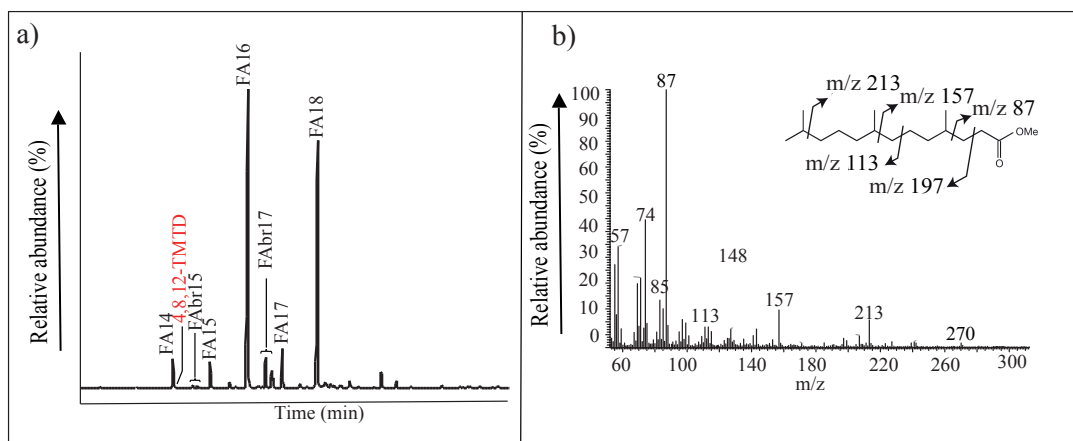 a)
Relative abundance (%)
FA14
4,8,12-TMTD
FAbr15
FA15
FA16
FAbr17
FA17
FA18
Time (min)
b)
Relative abundance (%)
100
90
80
70
60
50
40
30
20
10
0
57
74
85
87
113
148
157
213
270
60
100
140
180
220
260
300
m/z
m/z 213
m/z 157
m/z 87
m/z 113
m/z 197
OMe
O